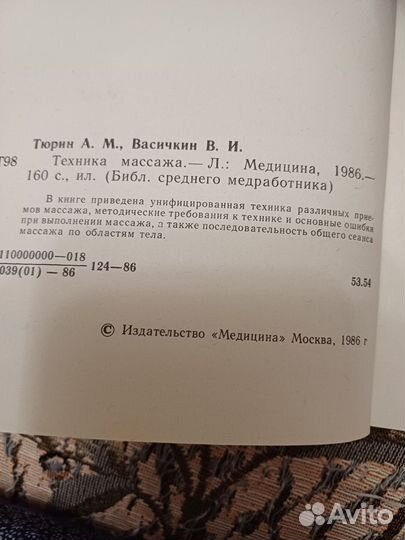 Тюрин А. М., Васичкин В. И.
Т98 Техника массажа.— Л.: Медицина, 1986.—
160 с., ил. (Библ. среднего медработника)
В книге приведена унифицированная техника различных прие-
мов массажа, методические требования к технике и основные ошибки
при выполнении массажа, а также последовательность общего сеанса
массажа по областям тела.
110000000—018
039(01) — 86
124—86
53.54
© Издательство «Медицина» Москва, 1986 г
Avito